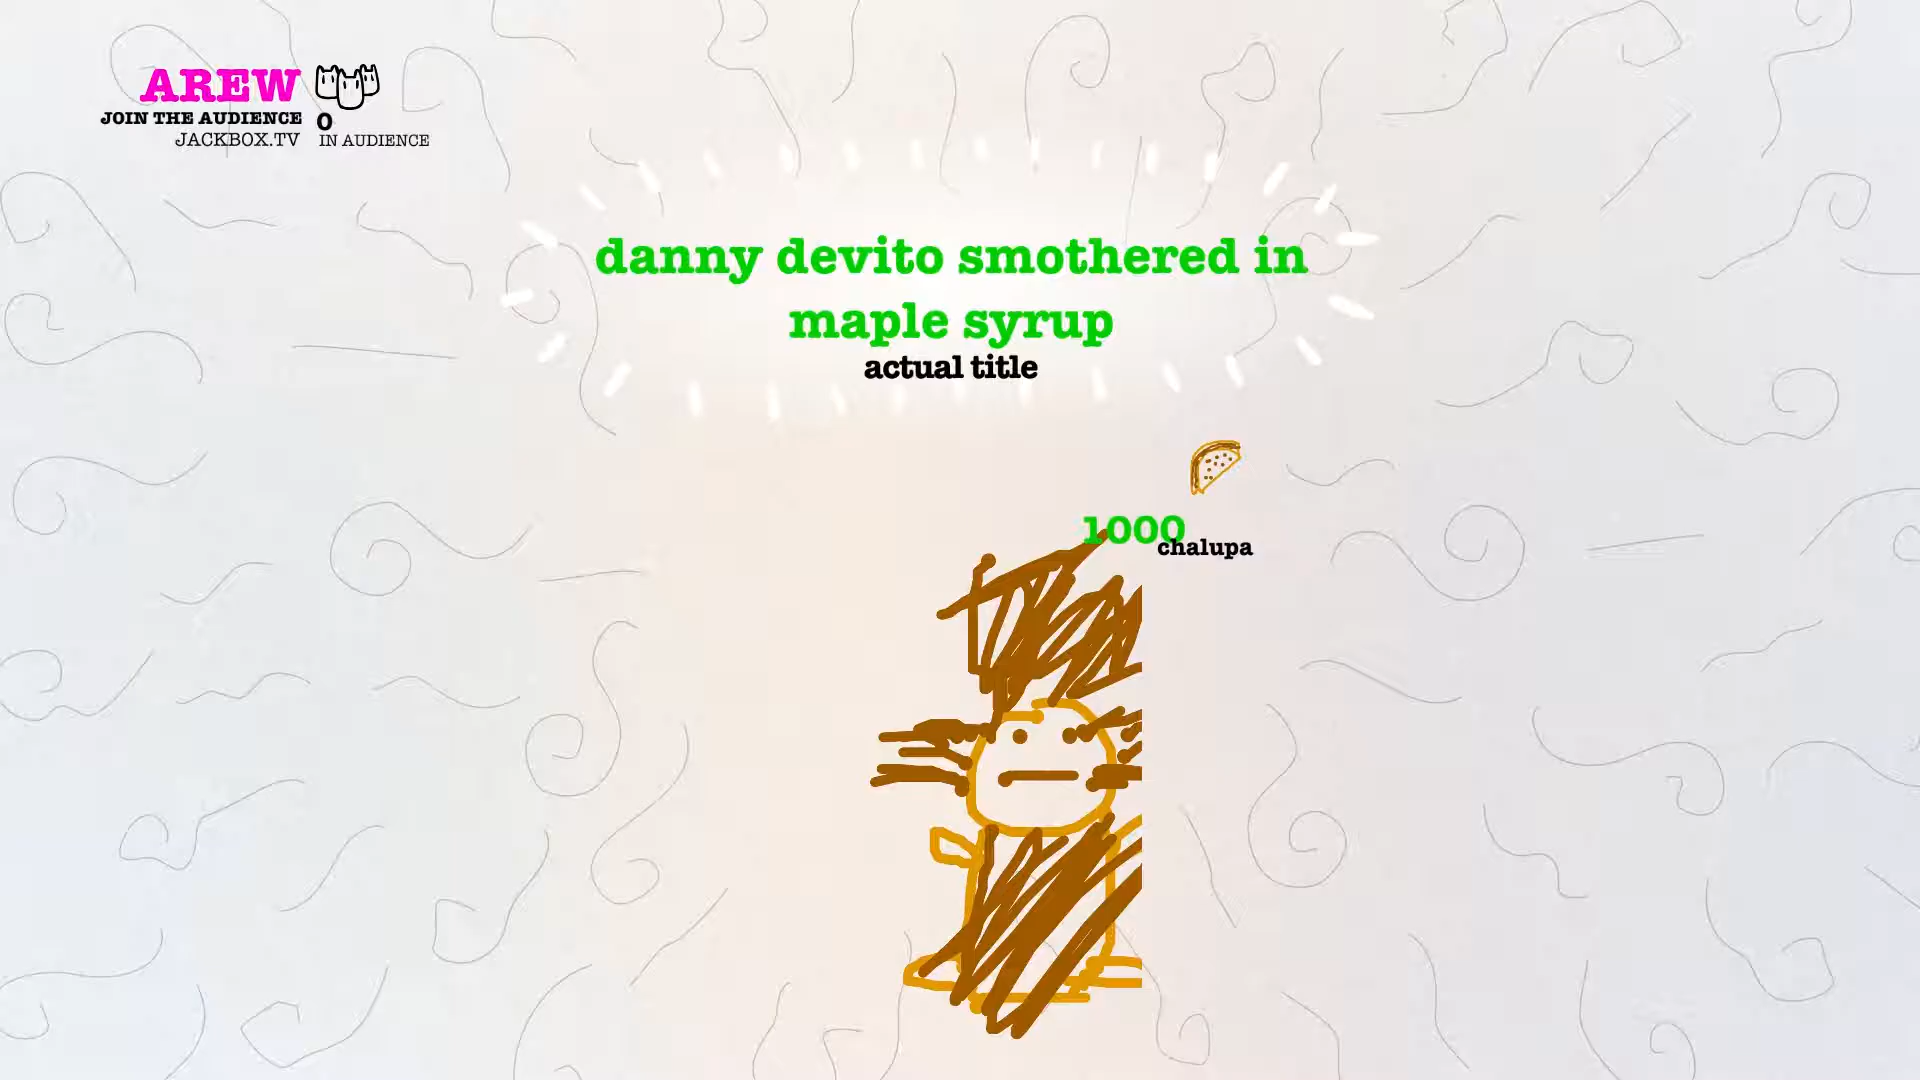 AREW
JOIN THE AUDIENCE
JACKBOX.TV
0
IN AUDIENCE
danny devito smothered in
maple syrup
actual title
1000
chalupa